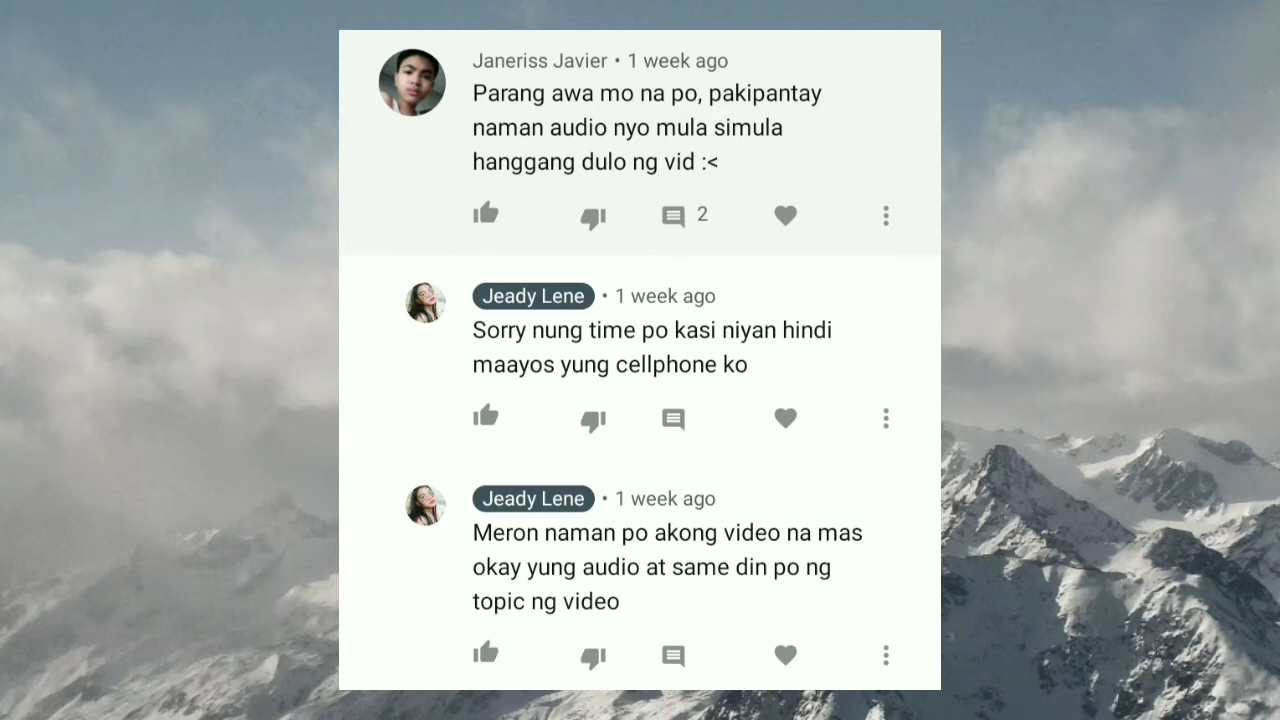 Janeriss Javier • 1 week ago
Parang awa mo na po, pakipantay
naman audio nyo mula simula
hanggang dulo ng vid :<
2
Jeady Lene • 1 week ago
Sorry nung time po kasi niyan hindi
maayos yung cellphone ko
Jeady Lene • 1 week ago
Meron naman po akong video na mas
okay yung audio at same din po ng
topic ng video